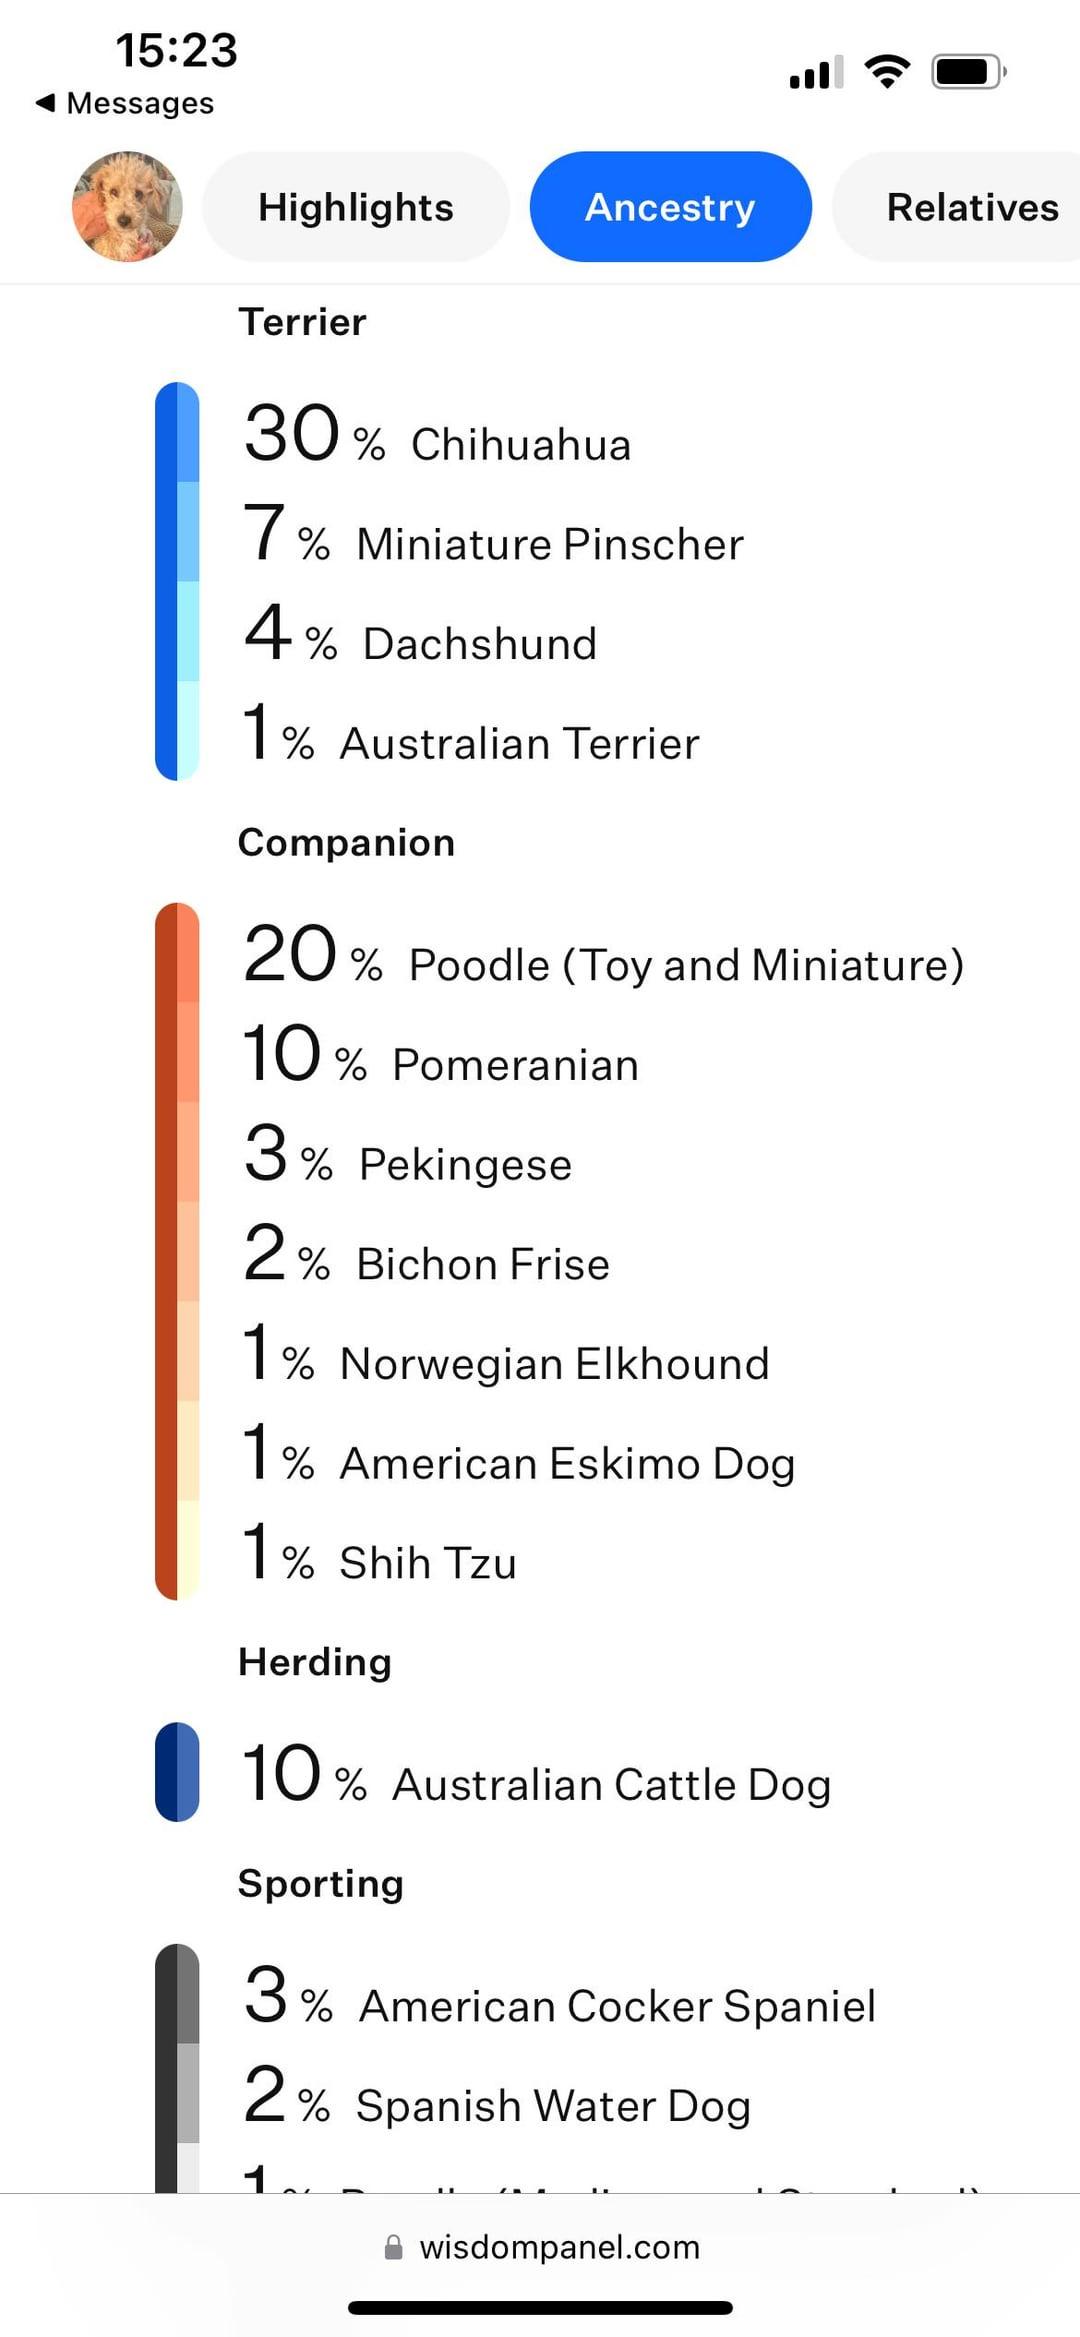 15:23
◀ Messages
Highlights Ancestry Relatives
Terrier
30 % Chihuahua
7 % Miniature Pinscher
4 % Dachshund
1 % Australian Terrier
Companion
20 % Poodle (Toy and Miniature)
10 % Pomeranian
3 % Pekingese
2 % Bichon Frise
1 % Norwegian Elkhound
1 % American Eskimo Dog
1 % Shih Tzu
Herding
10 % Australian Cattle Dog
Sporting
3 % American Cocker Spaniel
2 % Spanish Water Dog
1 %
wisdompanel.com